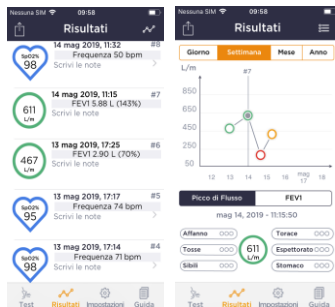 Nessuna SIM 09:58
Risultati
14 mag 2019, 11:32 #8
SpO2%
98
Frequenza 50 bpm
Scrivi le note
14 mag 2019, 11:15 #7
611
L/m
FEV1 5.88 L (143%)
Scrivi le note
13 mag 2019, 17:25 #6
467
L/m
FEV1 2.90 L (70%)
Scrivi le note
13 mag 2019, 17:17 #5
SpO2%
95
Frequenza 74 bpm
Scrivi le note
13 mag 2019, 17:14 #4
SpO2%
98
Frequenza 71 bpm
Scrivi le note
Test Risultati Impostazioni Guida
Nessuna SIM 09:58
Risultati
Giorno Settimana Mese Anno
L/m
#7
850
650
450
250
50
12 13 14 15 16 mag 17 18
Picco di Flusso FEV1
mag 14, 2019 - 11:15:50
Affanno Torace
Tosse 611 L/m Espettorato
Sibili Stomaco
Test Risultati Impostazioni Guida